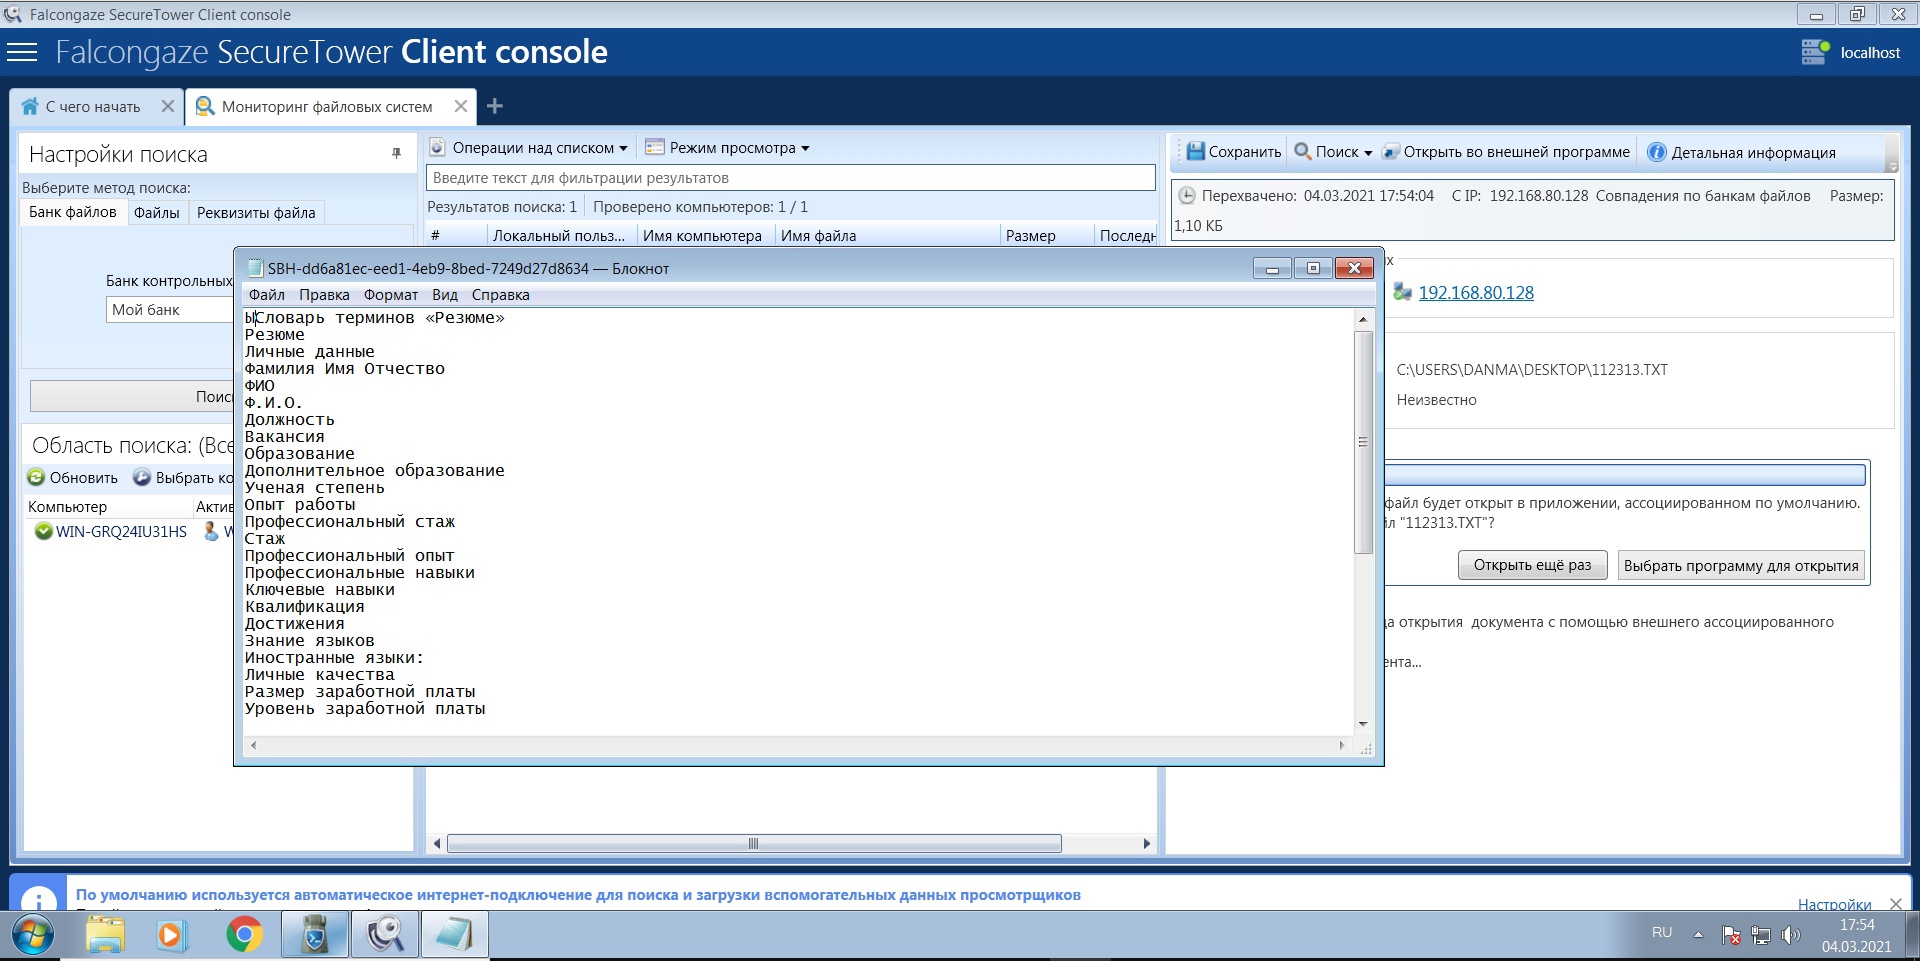 Falcongaze SecureTower Client console
Falcongaze SecureTower Client console
localhost
С чего начать
Мониторинг файловых систем
Настройки поиска
Выберите метод поиска:
Банк файлов
Файлы
Реквизиты файла
Банк контрольных
Мой банк
Область поиска:
Обновить
Компьютер
WIN-GRQ24IU31HS
Операции над списком
Режим просмотра
Введите текст для фильтрации результатов
Результатов поиска: 1
Проверено компьютеров: 1 / 1
#
Локальный польз...
Имя компьютера
Имя файла
Размер
Сохранить
Поиск
Открыть во внешней программе
Детальная информация
Перехвачено: 04.03.2021 17:54:04 С IP: 192.168.80.128 Совпадения по банкам файлов Размер:
1,10 КБ
192.168.80.128
C:\USERS\DANMA\DESKTOP\112313.TXT
Неизвестно
файл будет открыт в приложении, ассоциированном по умолчанию.
"112313.TXT"?
Открыть ещё раз
Выбрать программу для открытия
открытия документа с помощью внешнего ассоциированного
SBH-dd6a81ec-eed1-4eb9-8bed-7249d27d8634 — Блокнот
Файл Правка Формат Вид Справка
ЫСловарь терминов «Резюме»
Резюме
Личные данные
Фамилия Имя Отчество
ФИО
Ф.И.О.
Должность
Вакансия
Образование
Дополнительное образование
Ученая степень
Опыт работы
Профессиональный стаж
Стаж
Профессиональный опыт
Профессиональные навыки
Ключевые навыки
Квалификация
Достижения
Знание языков
Иностранные языки:
Личные качества
Размер заработной платы
Уровень заработной платы
По умолчанию используется автоматическое интернет-подключение для поиска и загрузки вспомогательных данных просмотрщиков
Настройки
RU
17:54
04.03.2021